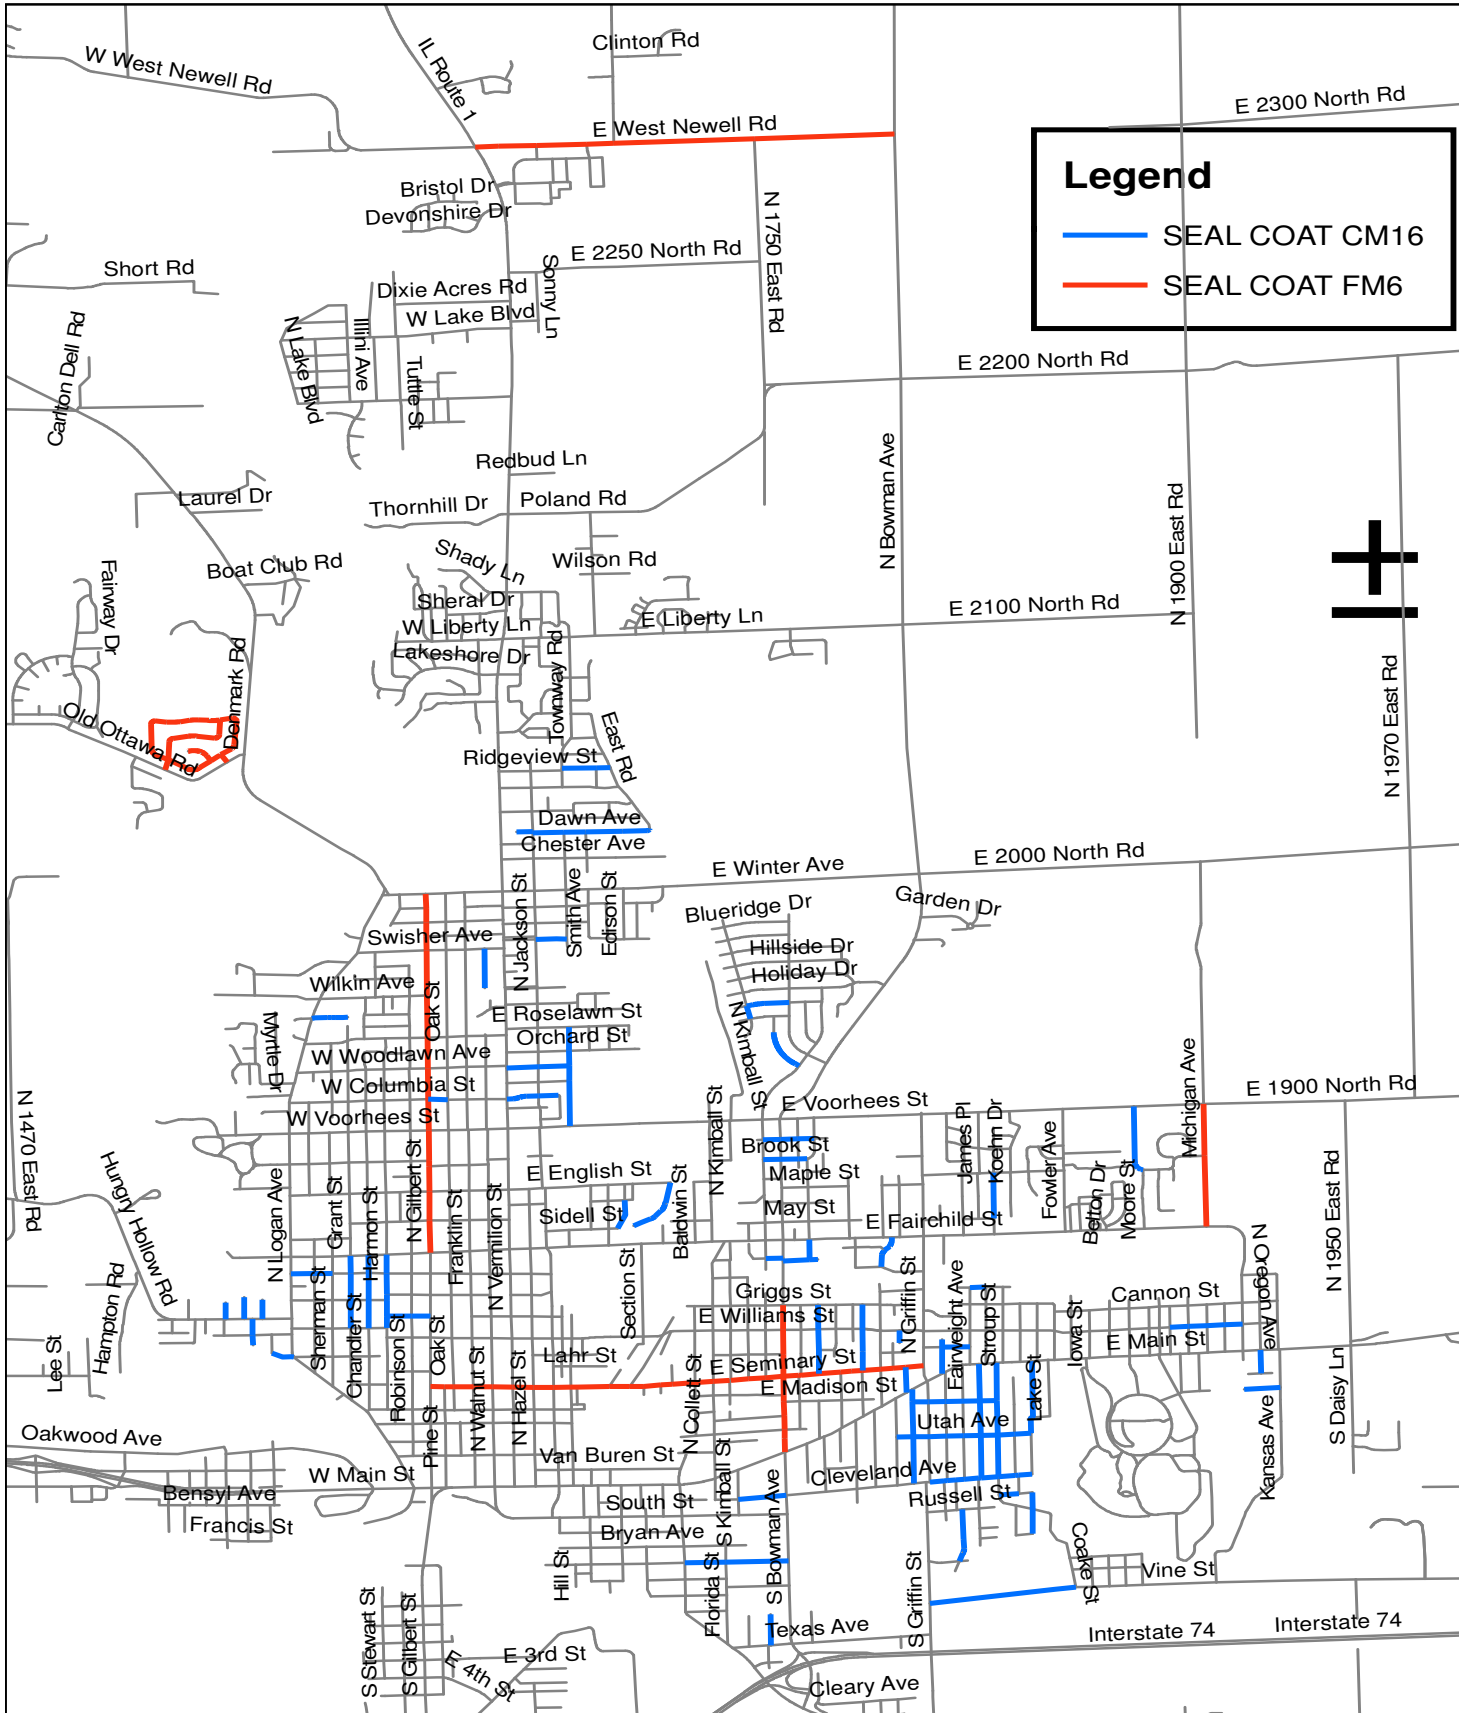 Clinton Rd
W West Newell Rd
IL Route 1
E 2300 North Rd
E West Newell Rd
Legend
Bristol Dr
Devonshire Dr
N 1750 East Rd
SEAL COAT CM16
E 2250 North Rd
Short Rd
Sonny Ln
SEAL COAT FM6
Dixie Acres Rd
W Lake Blvd
N Lake Blvd
Illini Ave
Tuttle St
Carlton Dell Rd
E 2200 North Rd
N Bowman Ave
Redbud Ln
Laurel Dr
Thornhill Dr
Poland Rd
N 1900 East Rd
Shady Ln
Wilson Rd
Boat Club Rd
Fairway Dr
Sheral Dr
E 2100 North Rd
W Liberty Ln
E Liberty Ln
Lakeshore Dr
Townway Rd
Denmark Rd
N 1970 East Rd
Old Ottawa Rd
East Rd
Ridgeview St
Dawn Ave
Chester Ave
E Winter Ave
E 2000 North Rd
Garden Dr
Blueridge Dr
N Jackson St
Smith Ave
Edison St
Swisher Ave
Hillside Dr
Holiday Dr
Wilkin Ave
Oak St
E Roselawn St
Orchard St
Myrtle Dr
N Kimball St
W Woodlawn Ave
W Columbia St
Michigan Ave
E 1900 North Rd
W Voorhees St
E Voorhees St
N 1470 East Rd
N Kimball St
Brook St
James Pl
Koehn Dr
Fowler Ave
Maple St
E English St
Hungry Hollow Rd
N Gilbert St
Baldwin St
Belton Dr
Moore St
N 1950 East Rd
N Logan Ave
Grant St
Harmon St
Franklin St
N Vermilion St
Sidell St
May St
E Fairchild St
N Oregon Ave
Hampton Rd
Section St
N Griffin St
Fairweight Ave
Stroup St
Griggs St
Cannon St
E Williams St
Sherman St
Chandler St
Robinson St
Oak St
Iowa St
E Main St
Lee St
Lahr St
E Seminary St
E Madison St
N Walnut St
N Hazel St
N Collett St
Lake St
S Daisy Ln
Utah Ave
Kansas Ave
Pine St
Oakwood Ave
Van Buren St
W Main St
Cleveland Ave
Bensyl Ave
South St
S Kimball St
Russell St
S Bowman Ave
Francis St
Bryan Ave
Hill St
Florida St
S Griffin St
Coake St
Vine St
S Stewart St
S Gilbert St
Texas Ave
Interstate 74
Interstate 74
E 3rd St
E 4th St
Cleary Ave